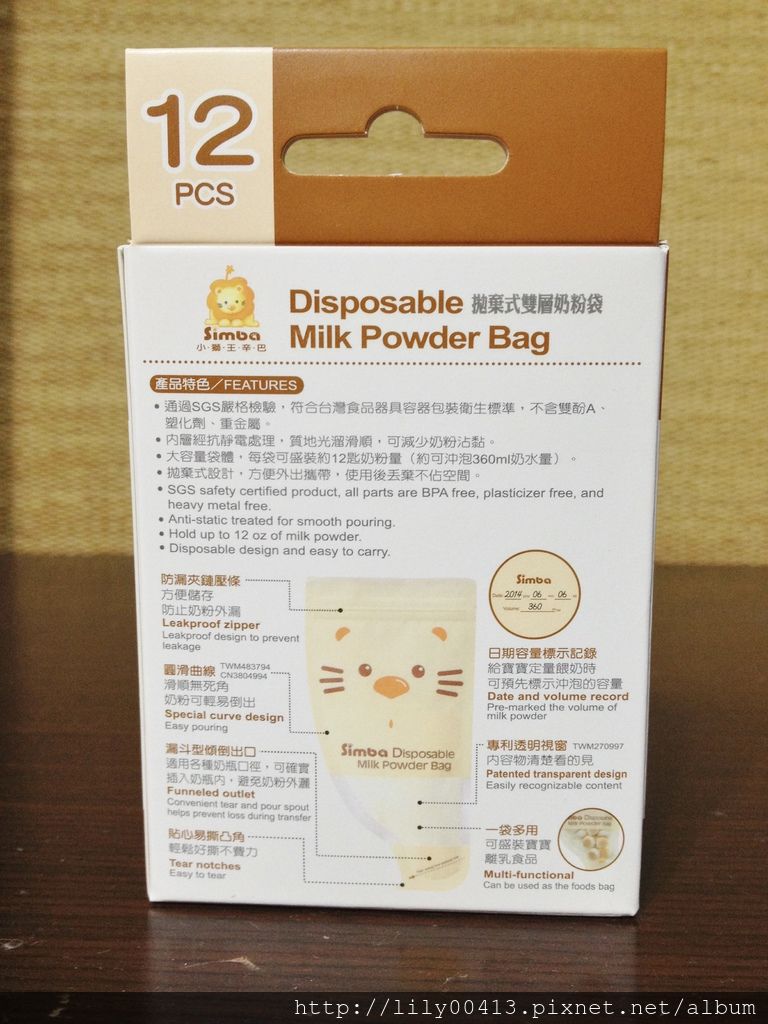 12
PCS
Simba
小·獅·王·辛·巴
Disposable 拋棄式雙層奶粉袋
Milk Powder Bag
產品特色／FEATURES
• 通過SGS嚴格檢驗，符合台灣食品器具容器包裝衛生標準，不含雙酚A、
塑化劑、重金屬。
• 內層經抗靜電處理，質地光溜滑順，可減少奶粉沾黏。
• 大容量袋體，每袋可盛裝約12匙奶粉量（約可沖泡360ml奶水量）。
• 拋棄式設計，方便外出攜帶，使用後丟棄不佔空間。
• SGS safety certified product, all parts are BPA free, plasticizer free, and
heavy metal free.
• Anti-static treated for smooth pouring.
• Hold up to 12 oz of milk powder.
• Disposable design and easy to carry.
防漏夾鏈壓條
方便儲存
防止奶粉外漏
Leakproof zipper
Leakproof design to prevent
leakage
圓滑曲線 TWM483794
CN3804994
滑順無死角
奶粉可輕易倒出
Special curve design
Easy pouring
漏斗型傾倒出口
適用各種奶瓶口徑，可確實
插入奶瓶內，避免奶粉外灑
Funneled outlet
Convenient tear and pour spout
helps prevent loss during transfer
貼心易撕凸角
輕鬆好撕不費力
Tear notches
Easy to tear
Simba Disposable
Milk Powder Bag
Simba
Date: 2014 06 06
Volume: 360
日期容量標示記錄
給寶寶定量餵奶時
可預先標示沖泡的容量
Date and volume record
Pre-marked the volume of
milk powder
專利透明視窗 TWM270997
內容物清楚看的見
Patented transparent design
Easily recognizable content
一袋多用
可盛裝寶寶
離乳食品
Multi-functional
Can be used as the foods bag
Disposable
Milk Powder Bag
http://lily00413.pixnet.net/album